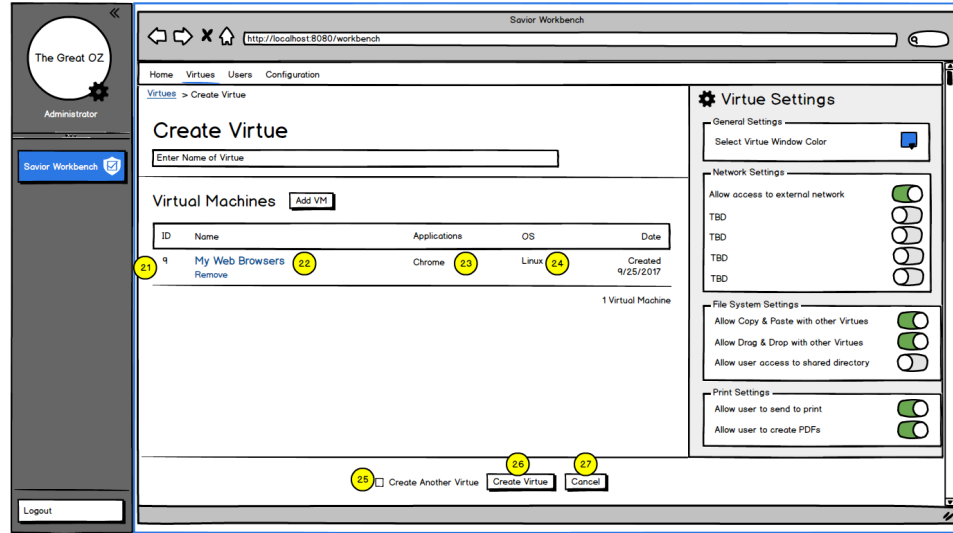 The Great OZ
Administrator
Savior Workbench
Logout
Savior Workbench
http://localhost:8080/workbench
Home Virtues Users Configuration
Virtues > Create Virtue
Create Virtue
Enter Name of Virtue
Virtual Machines Add VM
ID Name Applications OS Date
21 9 My Web Browsers 22 Chrome 23 Linux 24 Created
Remove 9/25/2017
1 Virtual Machine
25 Create Another Virtue 26 Create Virtue 27 Cancel
Virtue Settings
General Settings
Select Virtue Window Color
Network Settings
Allow access to external network
TBD
TBD
TBD
TBD
File System Settings
Allow Copy & Paste with other Virtues
Allow Drag & Drop with other Virtues
Allow user access to shared directory
Print Settings
Allow user to send to print
Allow user to create PDFs